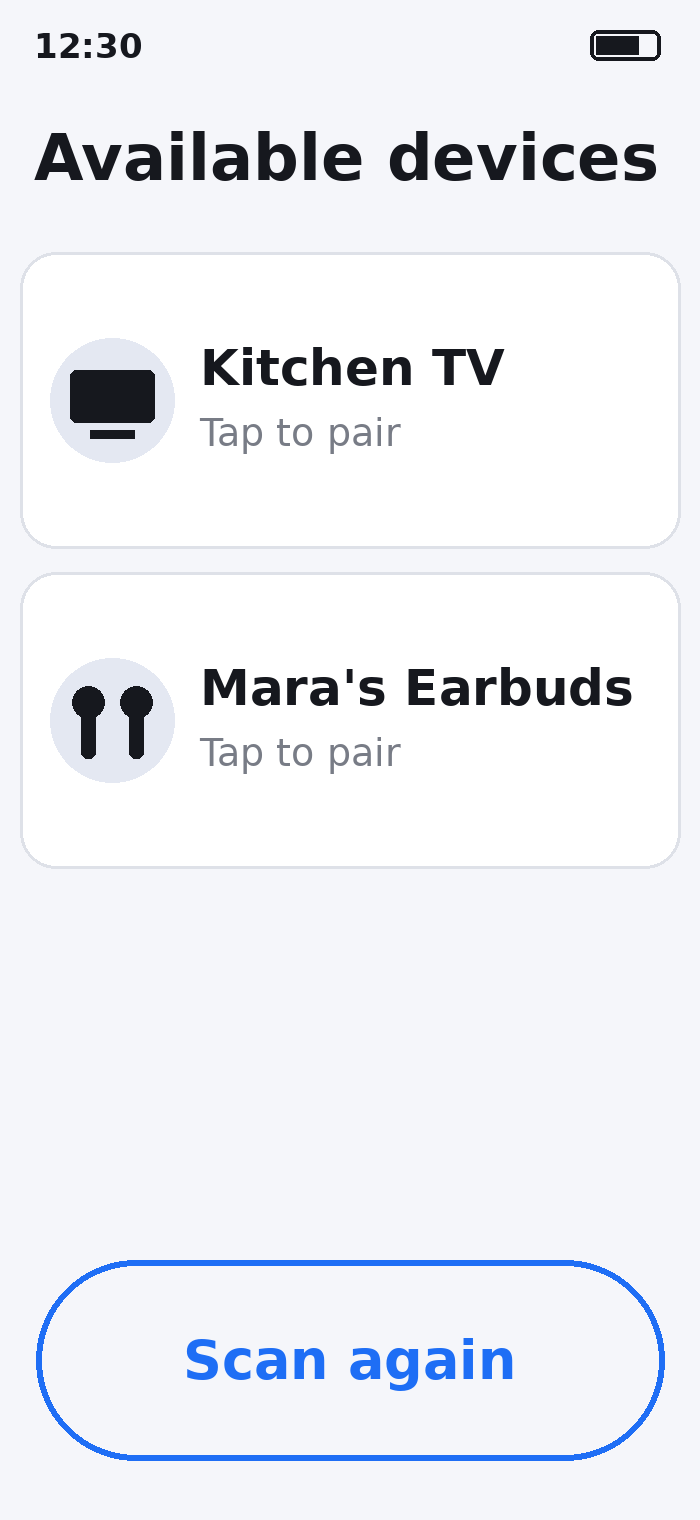 12:30
Available devices
Kitchen TV
Tap to pair
Mara's Earbuds
Tap to pair
Scan again